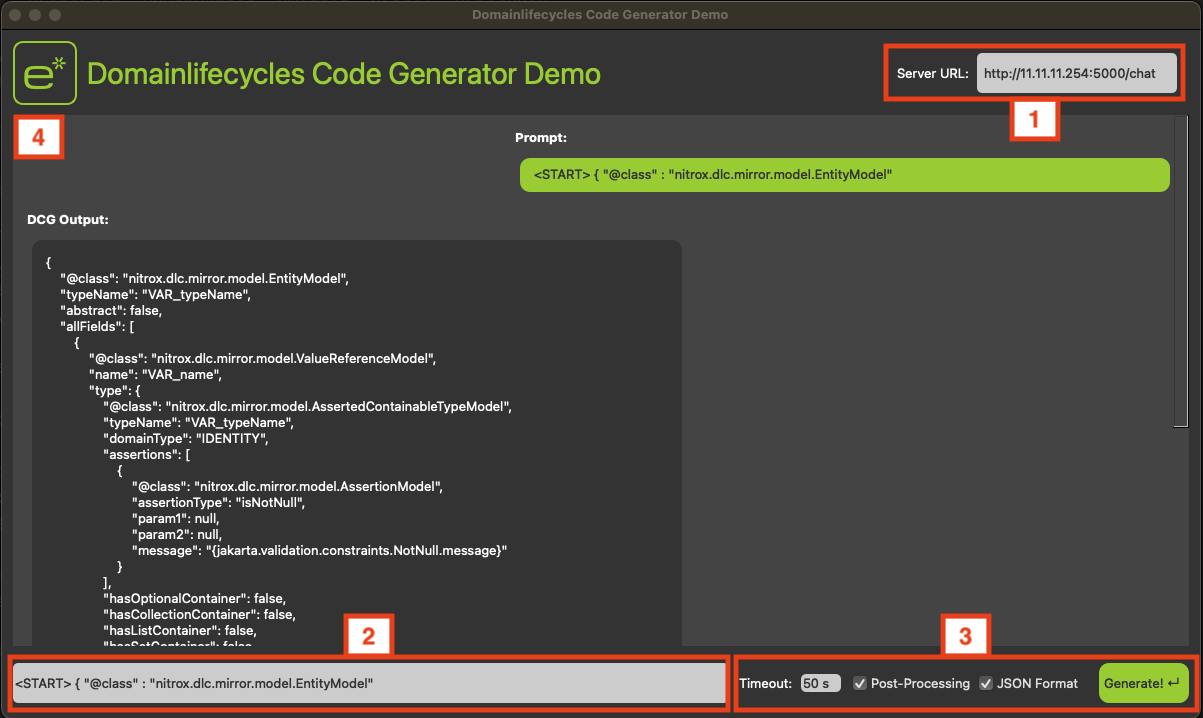 Domainlifecycles Code Generator Demo
e*
Domainlifecycles Code Generator Demo
Server URL: http://11.11.11.254:5000/chat
1
4
Prompt:
<START> { "@class" : "nitrox.dlc.mirror.model.EntityModel"
DCG Output:
{
"@class": "nitrox.dlc.mirror.model.EntityModel",
"typeName": "VAR_typeName",
"abstract": false,
"allFields": [
{
"@class": "nitrox.dlc.mirror.model.ValueReferenceModel",
"name": "VAR_name",
"type": {
"@class": "nitrox.dlc.mirror.model.AssertedContainableTypeModel",
"typeName": "VAR_typeName",
"domainType": "IDENTITY",
"assertions": [
{
"@class": "nitrox.dlc.mirror.model.AssertionModel",
"assertionType": "isNotNull",
"param1": null,
"param2": null,
"message": "{jakarta.validation.constraints.NotNull.message}"
}
],
"hasOptionalContainer": false,
"hasCollectionContainer": false,
"hasListContainer": false,
"hasSetContainer": false
2
3
<START> { "@class" : "nitrox.dlc.mirror.model.EntityModel"
Timeout: 50 s Post-Processing JSON Format Generate! ↵